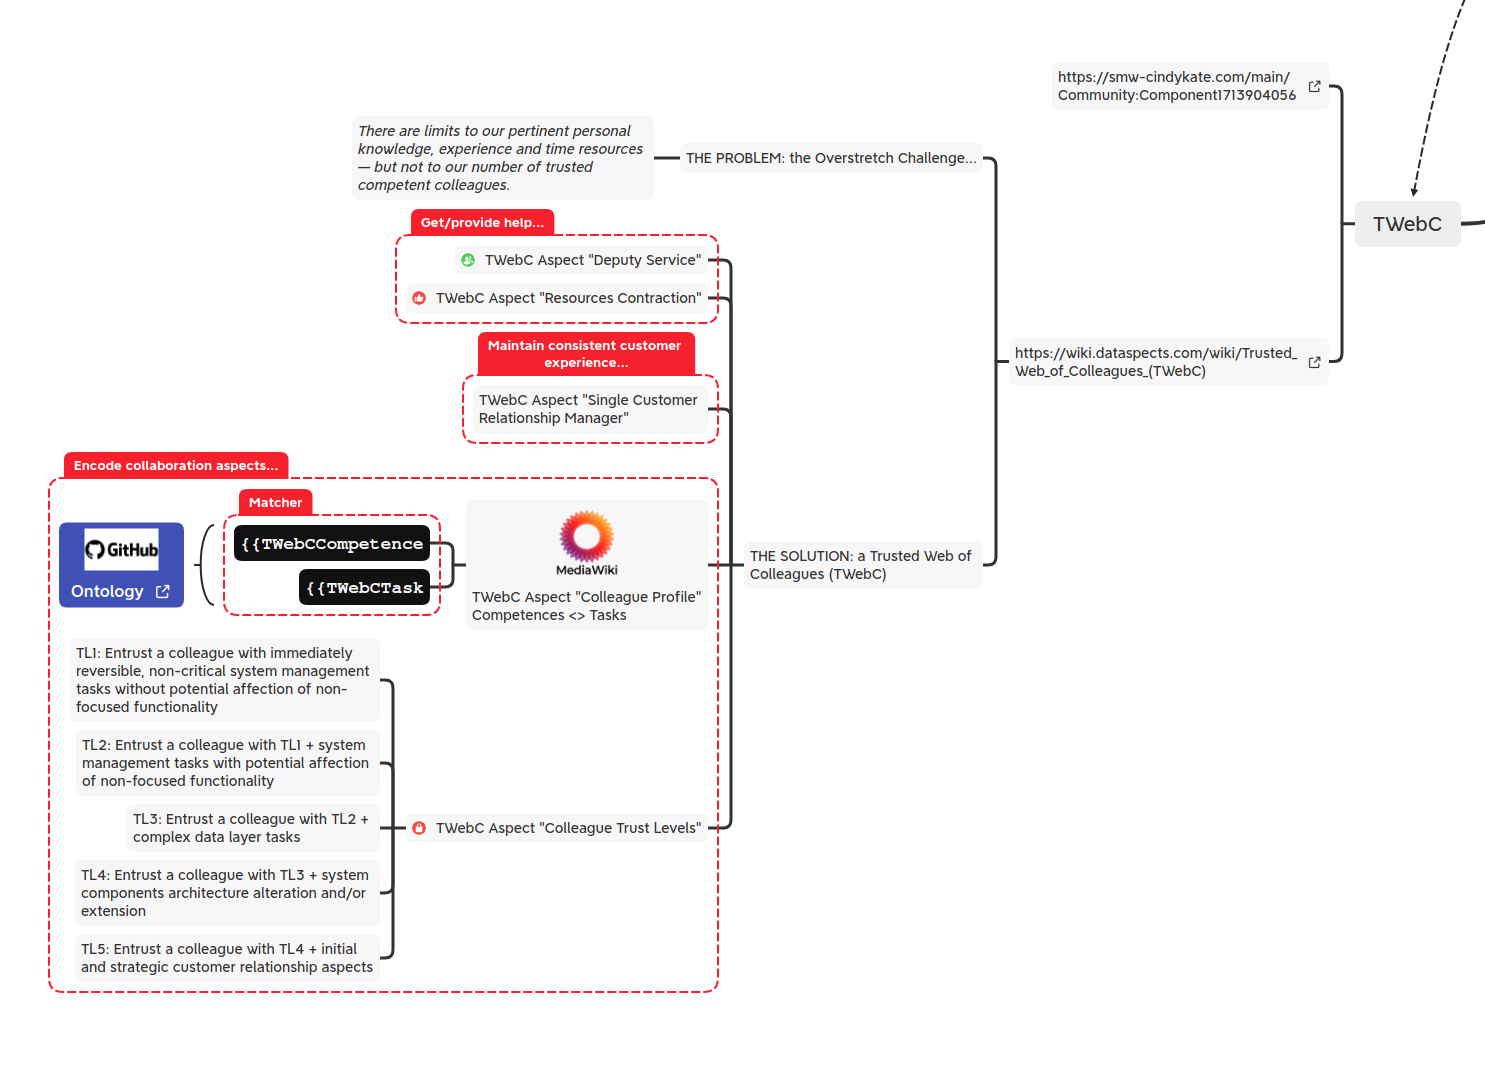 https://smw-cindykate.com/main/
Community:Component1713904056
There are limits to our pertinent personal
knowledge, experience and time resources
— but not to our number of trusted
competent colleagues.
THE PROBLEM: the Overstretch Challenge...
TWebC
Get/provide help...
TWebC Aspect "Deputy Service"
TWebC Aspect "Resources Contraction"
Maintain consistent customer
experience...
https://wiki.dataspects.com/wiki/Trusted_
Web_of_Colleagues_(TWebC)
TWebC Aspect "Single Customer
Relationship Manager"
Encode collaboration aspects...
Matcher
GitHub
Ontology
{{TWebCCompetence
{{TWebCTask
MediaWiki
TWebC Aspect "Colleague Profile"
Competences <> Tasks
THE SOLUTION: a Trusted Web of
Colleagues (TWebC)
TL1: Entrust a colleague with immediately
reversible, non-critical system management
tasks without potential affection of non-
focused functionality
TL2: Entrust a colleague with TL1 + system
management tasks with potential affection
of non-focused functionality
TL3: Entrust a colleague with TL2 +
complex data layer tasks
TWebC Aspect "Colleague Trust Levels"
TL4: Entrust a colleague with TL3 + system
components architecture alteration and/or
extension
TL5: Entrust a colleague with TL4 + initial
and strategic customer relationship aspects